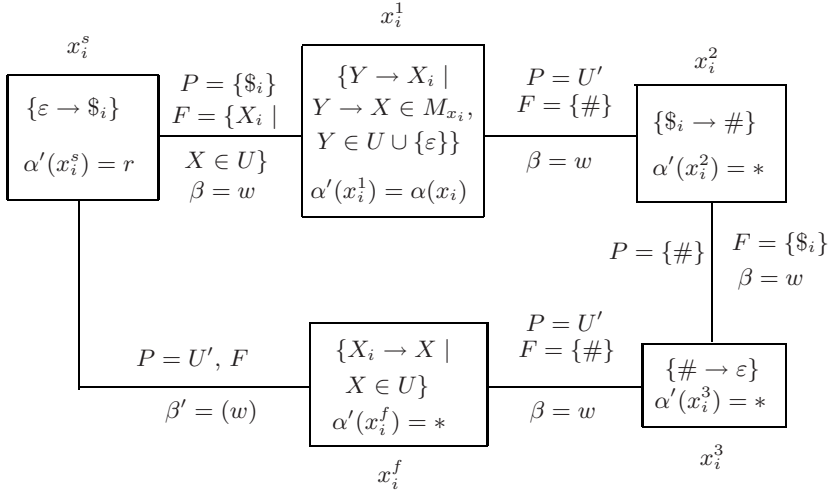 x_i^s
{ε → $_i}
α′(x_i^s) = r
P = {$_i}
F = {X_i |
X ∈ U}
β = w
x_i^1
{Y → X_i |
Y → X ∈ M_{x_i},
Y ∈ U ∪ {ε}}
α′(x_i^1) = α(x_i)
P = U′
F = {#}
β = w
x_i^2
{$_i → #}
α′(x_i^2) = *
P = {#}
F = {$_i}
β = w
P = U′, F
β′ = (w)
{X_i → X |
X ∈ U}
α′(x_i^f) = *
x_i^f
P = U′
F = {#}
β = w
{# → ε}
α′(x_i^3) = *
x_i^3